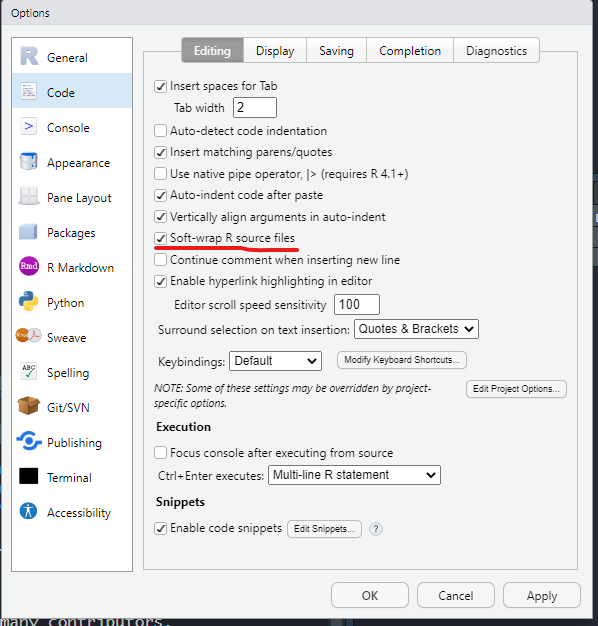 Options
R General
Code
> Console
Appearance
Pane Layout
Packages
Rmd R Markdown
Python
Sweave
ABC Spelling
Git/SVN
Publishing
Terminal
Accessibility
Editing Display Saving Completion Diagnostics
Insert spaces for Tab
Tab width 2
Auto-detect code indentation
Insert matching parens/quotes
Use native pipe operator, |> (requires R 4.1+)
Auto-indent code after paste
Vertically align arguments in auto-indent
Soft-wrap R source files
Continue comment when inserting new line
Enable hyperlink highlighting in editor
Editor scroll speed sensitivity 100
Surround selection on text insertion: Quotes & Brackets
Keybindings: Default Modify Keyboard Shortcuts...
NOTE: Some of these settings may be overridden by project-
specific options.
Edit Project Options...
Execution
Focus console after executing from source
Ctrl+Enter executes: Multi-line R statement
Snippets
Enable code snippets Edit Snippets... ?
OK Cancel Apply
many contributors.